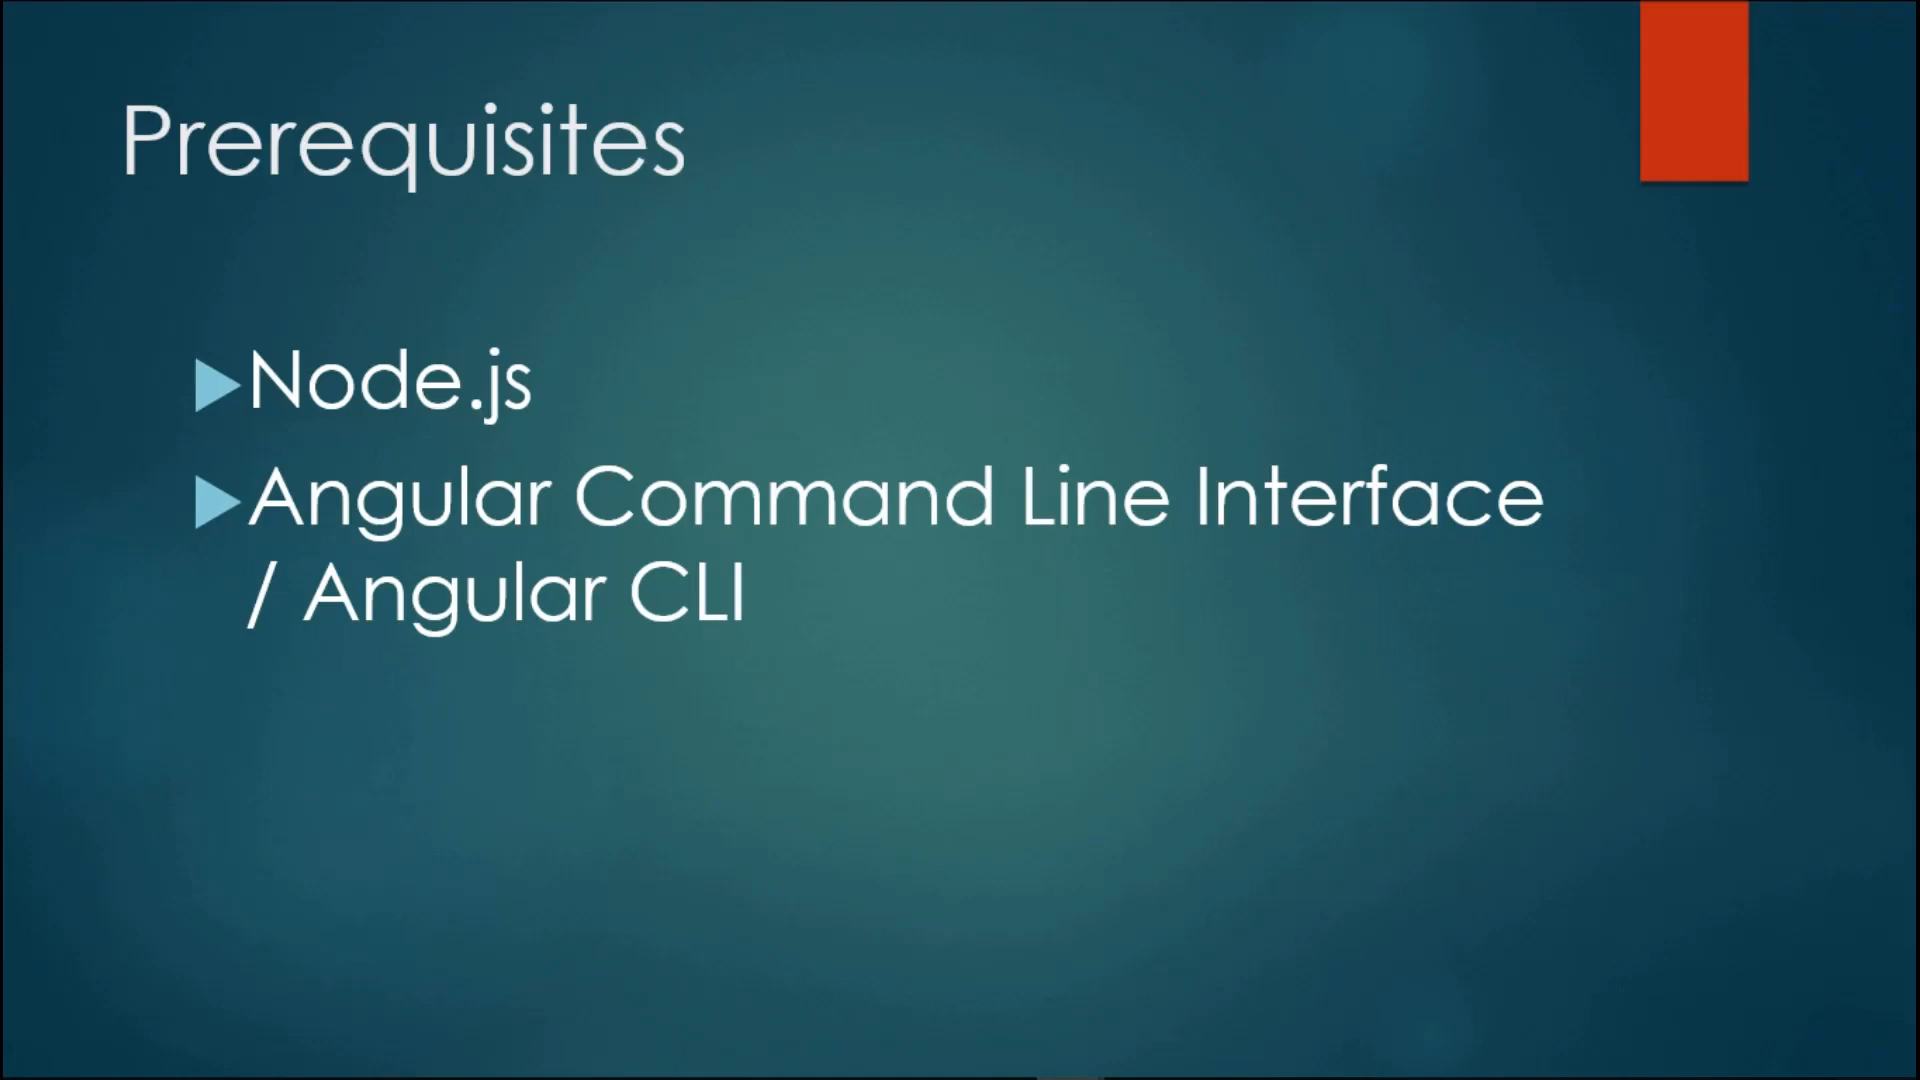 Prerequisites
Node.js
Angular Command Line Interface
/ Angular CLI